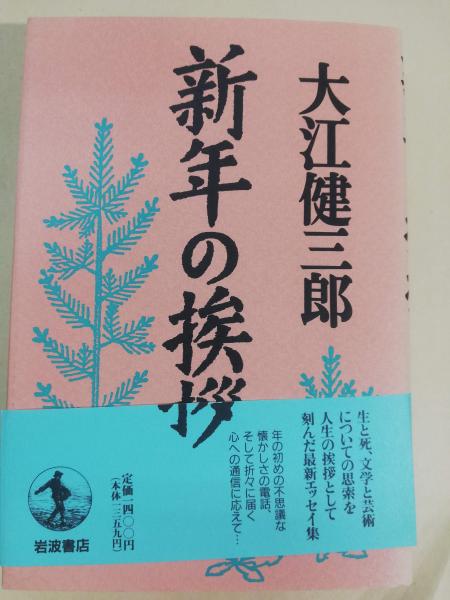 大江健三郎
新年の挨拶
生と死、文学と芸術
についての思索を
人生の挨拶として
刻んだ最新エッセイ集
年の初めの不思議な
懐かしさの電話、
そして折々に届く
心への通信に応えて…
定価一四〇〇円
(本体一三五九円)
岩波書店